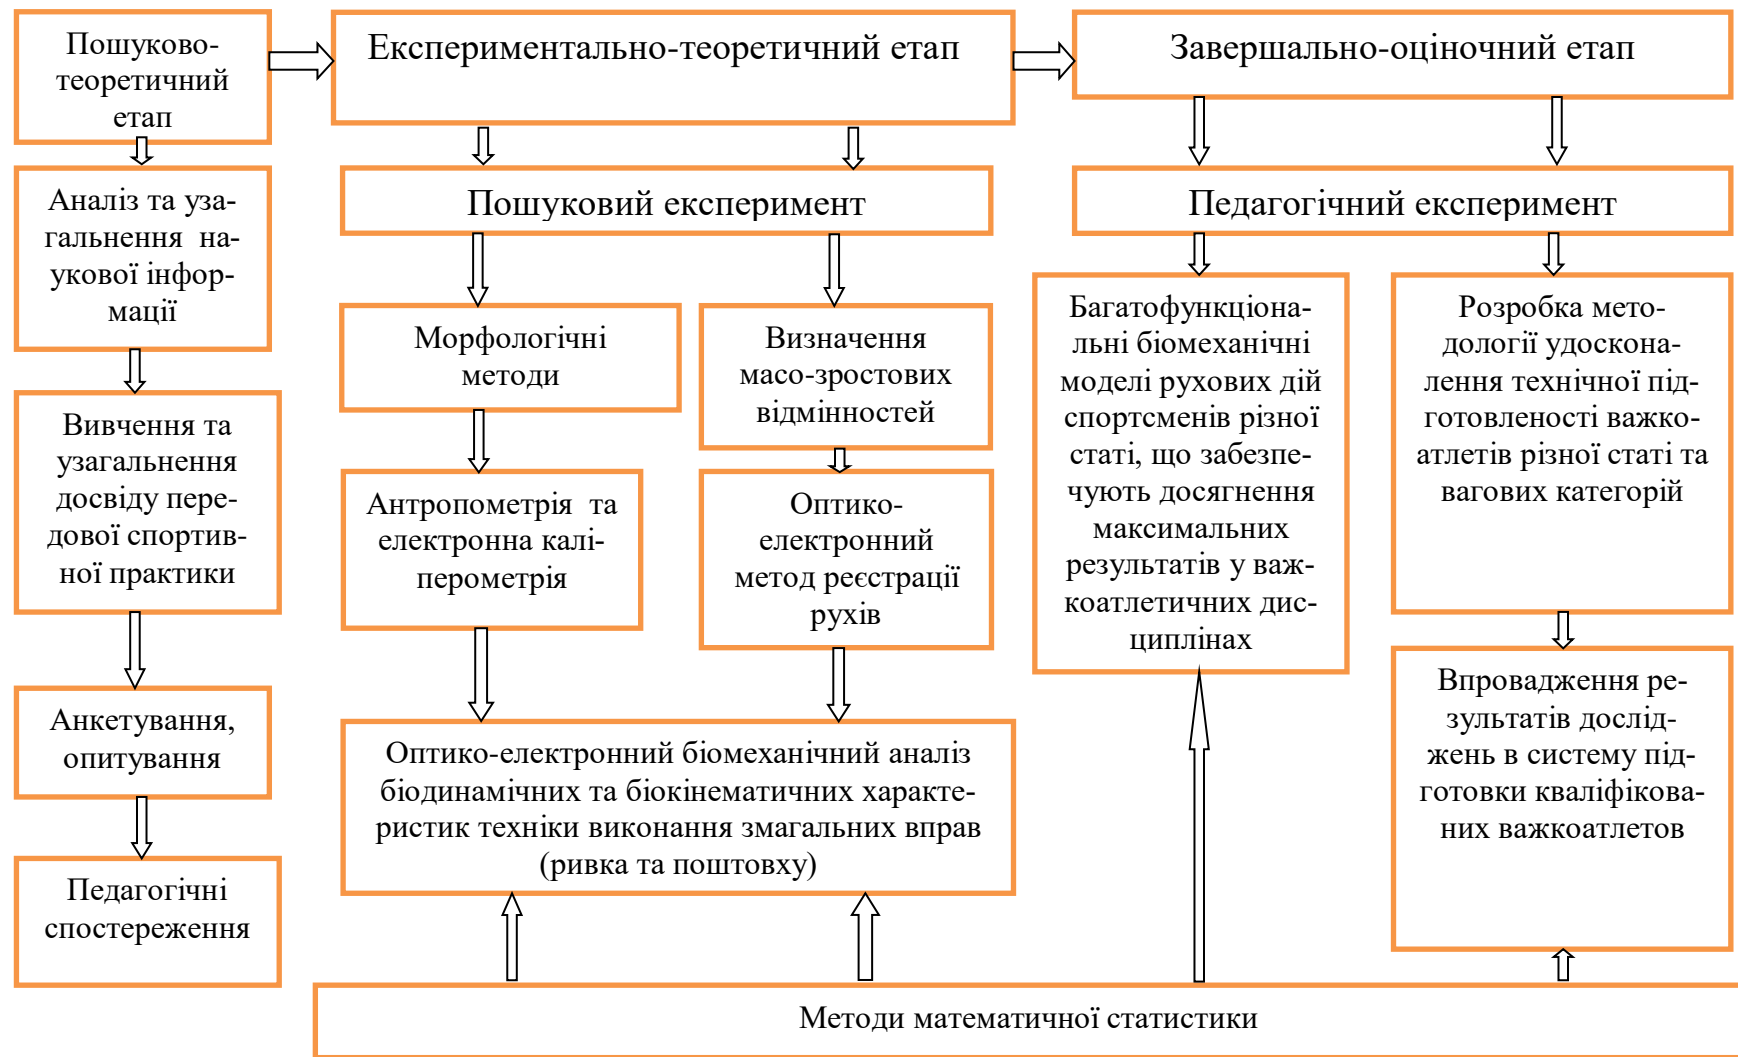 Пошуково-
теоретичний
етап
Експериментально-теоретичний етап
Завершально-оціночний етап
Аналіз та уза-
гальнення на-
укової інфор-
мації
Вивчення та
узагальнення
досвіду пере-
дової спортив-
ної практики
Анкетування,
опитування
Педагогічні
спостереження
Пошуковий експеримент
Морфологічні
методи
Визначення
масо-зростових
відмінностей
Антропометрія та
електронна калі-
перометрія
Оптико-
електронний
метод реєстрації
рухів
Оптико-електронний біомеханічний аналіз
біодинамічних та біокінематичних характе-
ристик техніки виконання змагальних вправ
(ривка та поштовху)
Педагогічний експеримент
Багатофункціона-
льні біомеханічні
моделі рухових дій
спортсменів різної
статі, що забезпе-
чують досягнення
максимальних
результатів у важ-
коатлетичних дис-
циплінах
Розробка мето-
дології удоскона-
лення технічної під-
готовленості важко-
атлетів різної статі та
вагових категорій
Впровадження ре-
зультатів дослід-
жень в систему під-
готовки кваліфікова-
них важкоатлетов
Методи математичної статистики